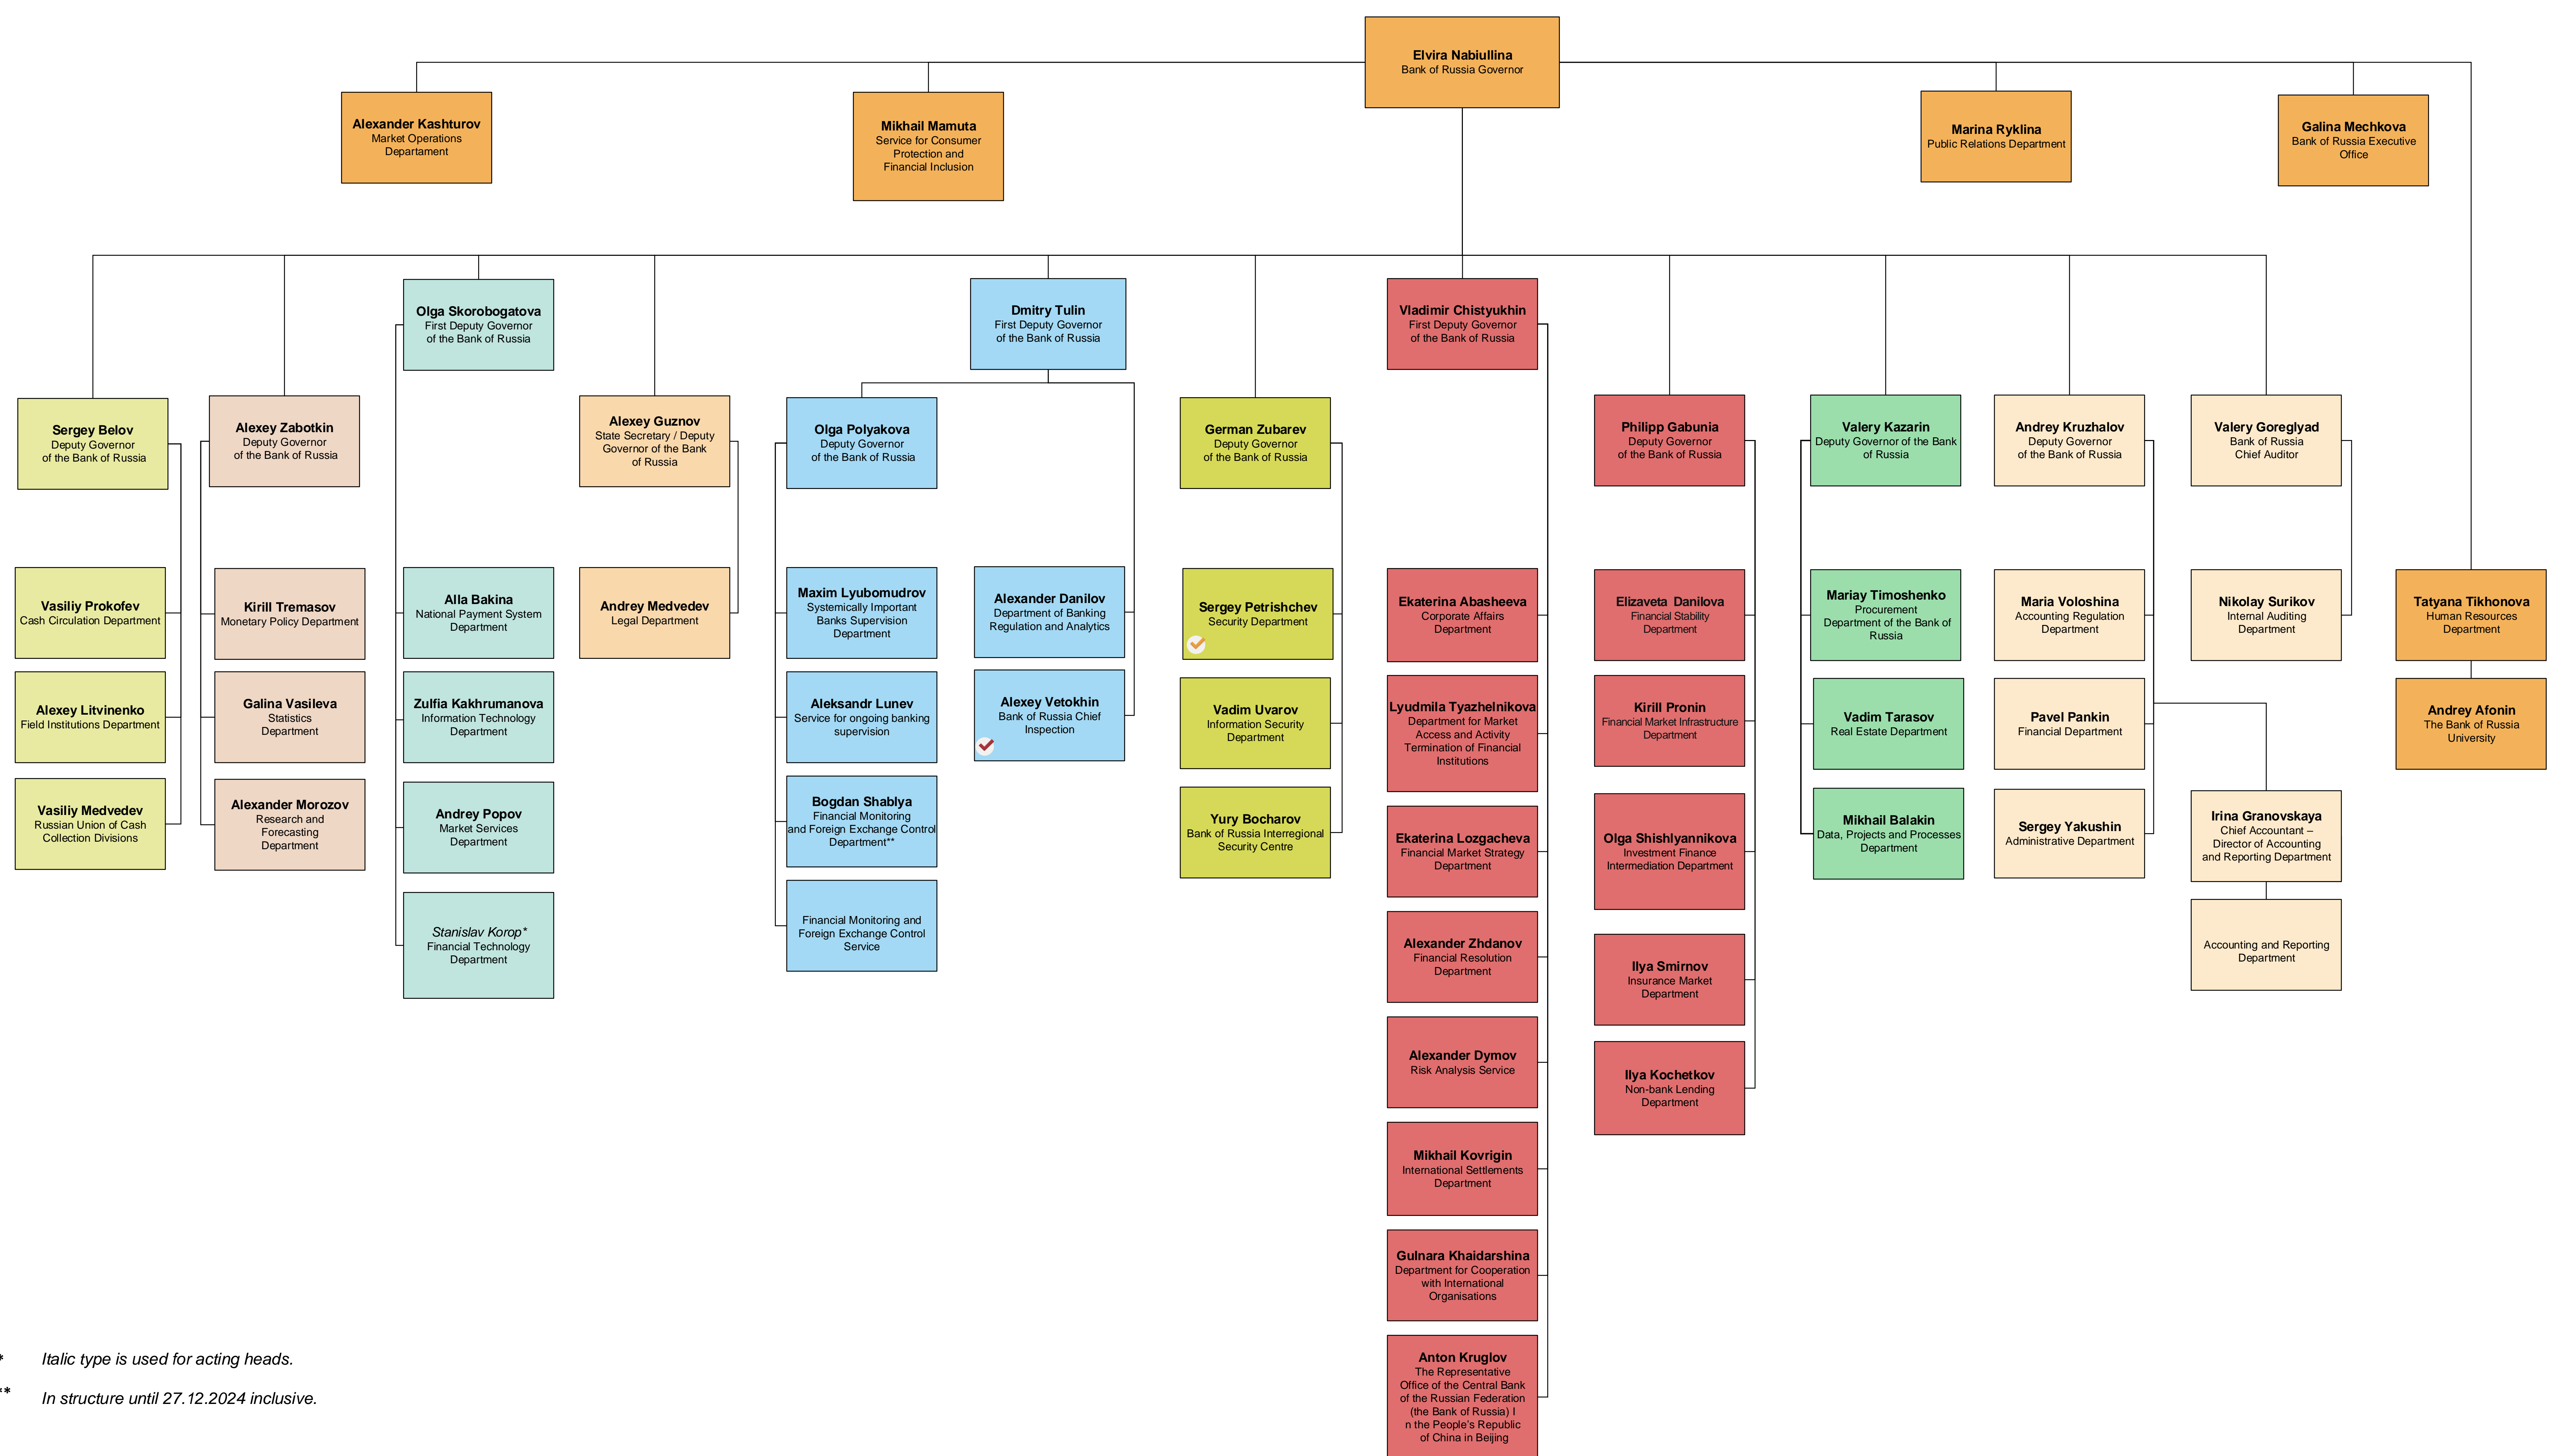 Elvira Nabiullina
Bank of Russia Governor
Alexander Kashturov
Market Operations
Departament
Mikhail Mamuta
Service for Consumer
Protection and
Financial Inclusion
Marina Ryklina
Public Relations Department
Galina Mechkova
Bank of Russia Executive
Office
Olga Skorobogatova
First Deputy Governor
of the Bank of Russia
Dmitry Tulin
First Deputy Governor
of the Bank of Russia
Vladimir Chistyukhin
First Deputy Governor
of the Bank of Russia
Sergey Belov
Deputy Governor
of the Bank of Russia
Alexey Zabotkin
Deputy Governor
of the Bank of Russia
Alexey Guznov
State Secretary / Deputy
Governor of the Bank
of Russia
Olga Polyakova
Deputy Governor
of the Bank of Russia
German Zubarev
Deputy Governor
of the Bank of Russia
Philipp Gabunia
Deputy Governor
of the Bank of Russia
Valery Kazarin
Deputy Governor of the Bank
of Russia
Andrey Kruzhalov
Deputy Governor
of the Bank of Russia
Valery Goreglyad
Bank of Russia
Chief Auditor
Vasiliy Prokofev
Cash Circulation Department
Kirill Tremasov
Monetary Policy Department
Alla Bakina
National Payment System
Department
Andrey Medvedev
Legal Department
Maxim Lyubomudrov
Systemically Important
Banks Supervision
Department
Alexander Danilov
Department of Banking
Regulation and Analytics
Sergey Petrishchev
Security Department
Ekaterina Abasheeva
Corporate Affairs
Department
Elizaveta Danilova
Financial Stability
Department
Mariay Timoshenko
Procurement
Department of the Bank of
Russia
Maria Voloshina
Accounting Regulation
Department
Nikolay Surikov
Internal Auditing
Department
Tatyana Tikhonova
Human Resources
Department
Alexey Litvinenko
Field Institutions Department
Galina Vasileva
Statistics
Department
Zulfia Kakhrumanova
Information Technology
Department
Aleksandr Lunev
Service for ongoing banking
supervision
Alexey Vetokhin
Bank of Russia Chief
Inspection
Vadim Uvarov
Information Security
Department
Lyudmila Tyazhelnikova
Department for Market
Access and Activity
Termination of Financial
Institutions
Kirill Pronin
Financial Market Infrastructure
Department
Vadim Tarasov
Real Estate Department
Pavel Pankin
Financial Department
Andrey Afonin
The Bank of Russia
University
Vasiliy Medvedev
Russian Union of Cash
Collection Divisions
Alexander Morozov
Research and
Forecasting
Department
Andrey Popov
Market Services
Department
Bogdan Shablya
Financial Monitoring
and Foreign Exchange Control
Department**
Yury Bocharov
Bank of Russia Interregional
Security Centre
Ekaterina Lozgacheva
Financial Market Strategy
Department
Olga Shishlyannikova
Investment Finance
Intermediation Department
Mikhail Balakin
Data, Projects and Processes
Department
Sergey Yakushin
Administrative Department
Irina Granovskaya
Chief Accountant –
Director of Accounting
and Reporting Department
Stanislav Korop*
Financial Technology
Department
Financial Monitoring and
Foreign Exchange Control
Service
Alexander Zhdanov
Financial Resolution
Department
Ilya Smirnov
Insurance Market
Department
Accounting and Reporting
Department
Alexander Dymov
Risk Analysis Service
Ilya Kochetkov
Non-bank Lending
Department
Mikhail Kovrigin
International Settlements
Department
Gulnara Khaidarshina
Department for Cooperation
with International
Organisations
Anton Kruglov
The Representative
Office of the Central Bank
of the Russian Federation
(the Bank of Russia) I
n the People's Republic
of China in Beijing
* Italic type is used for acting heads.
** In structure until 27.12.2024 inclusive.